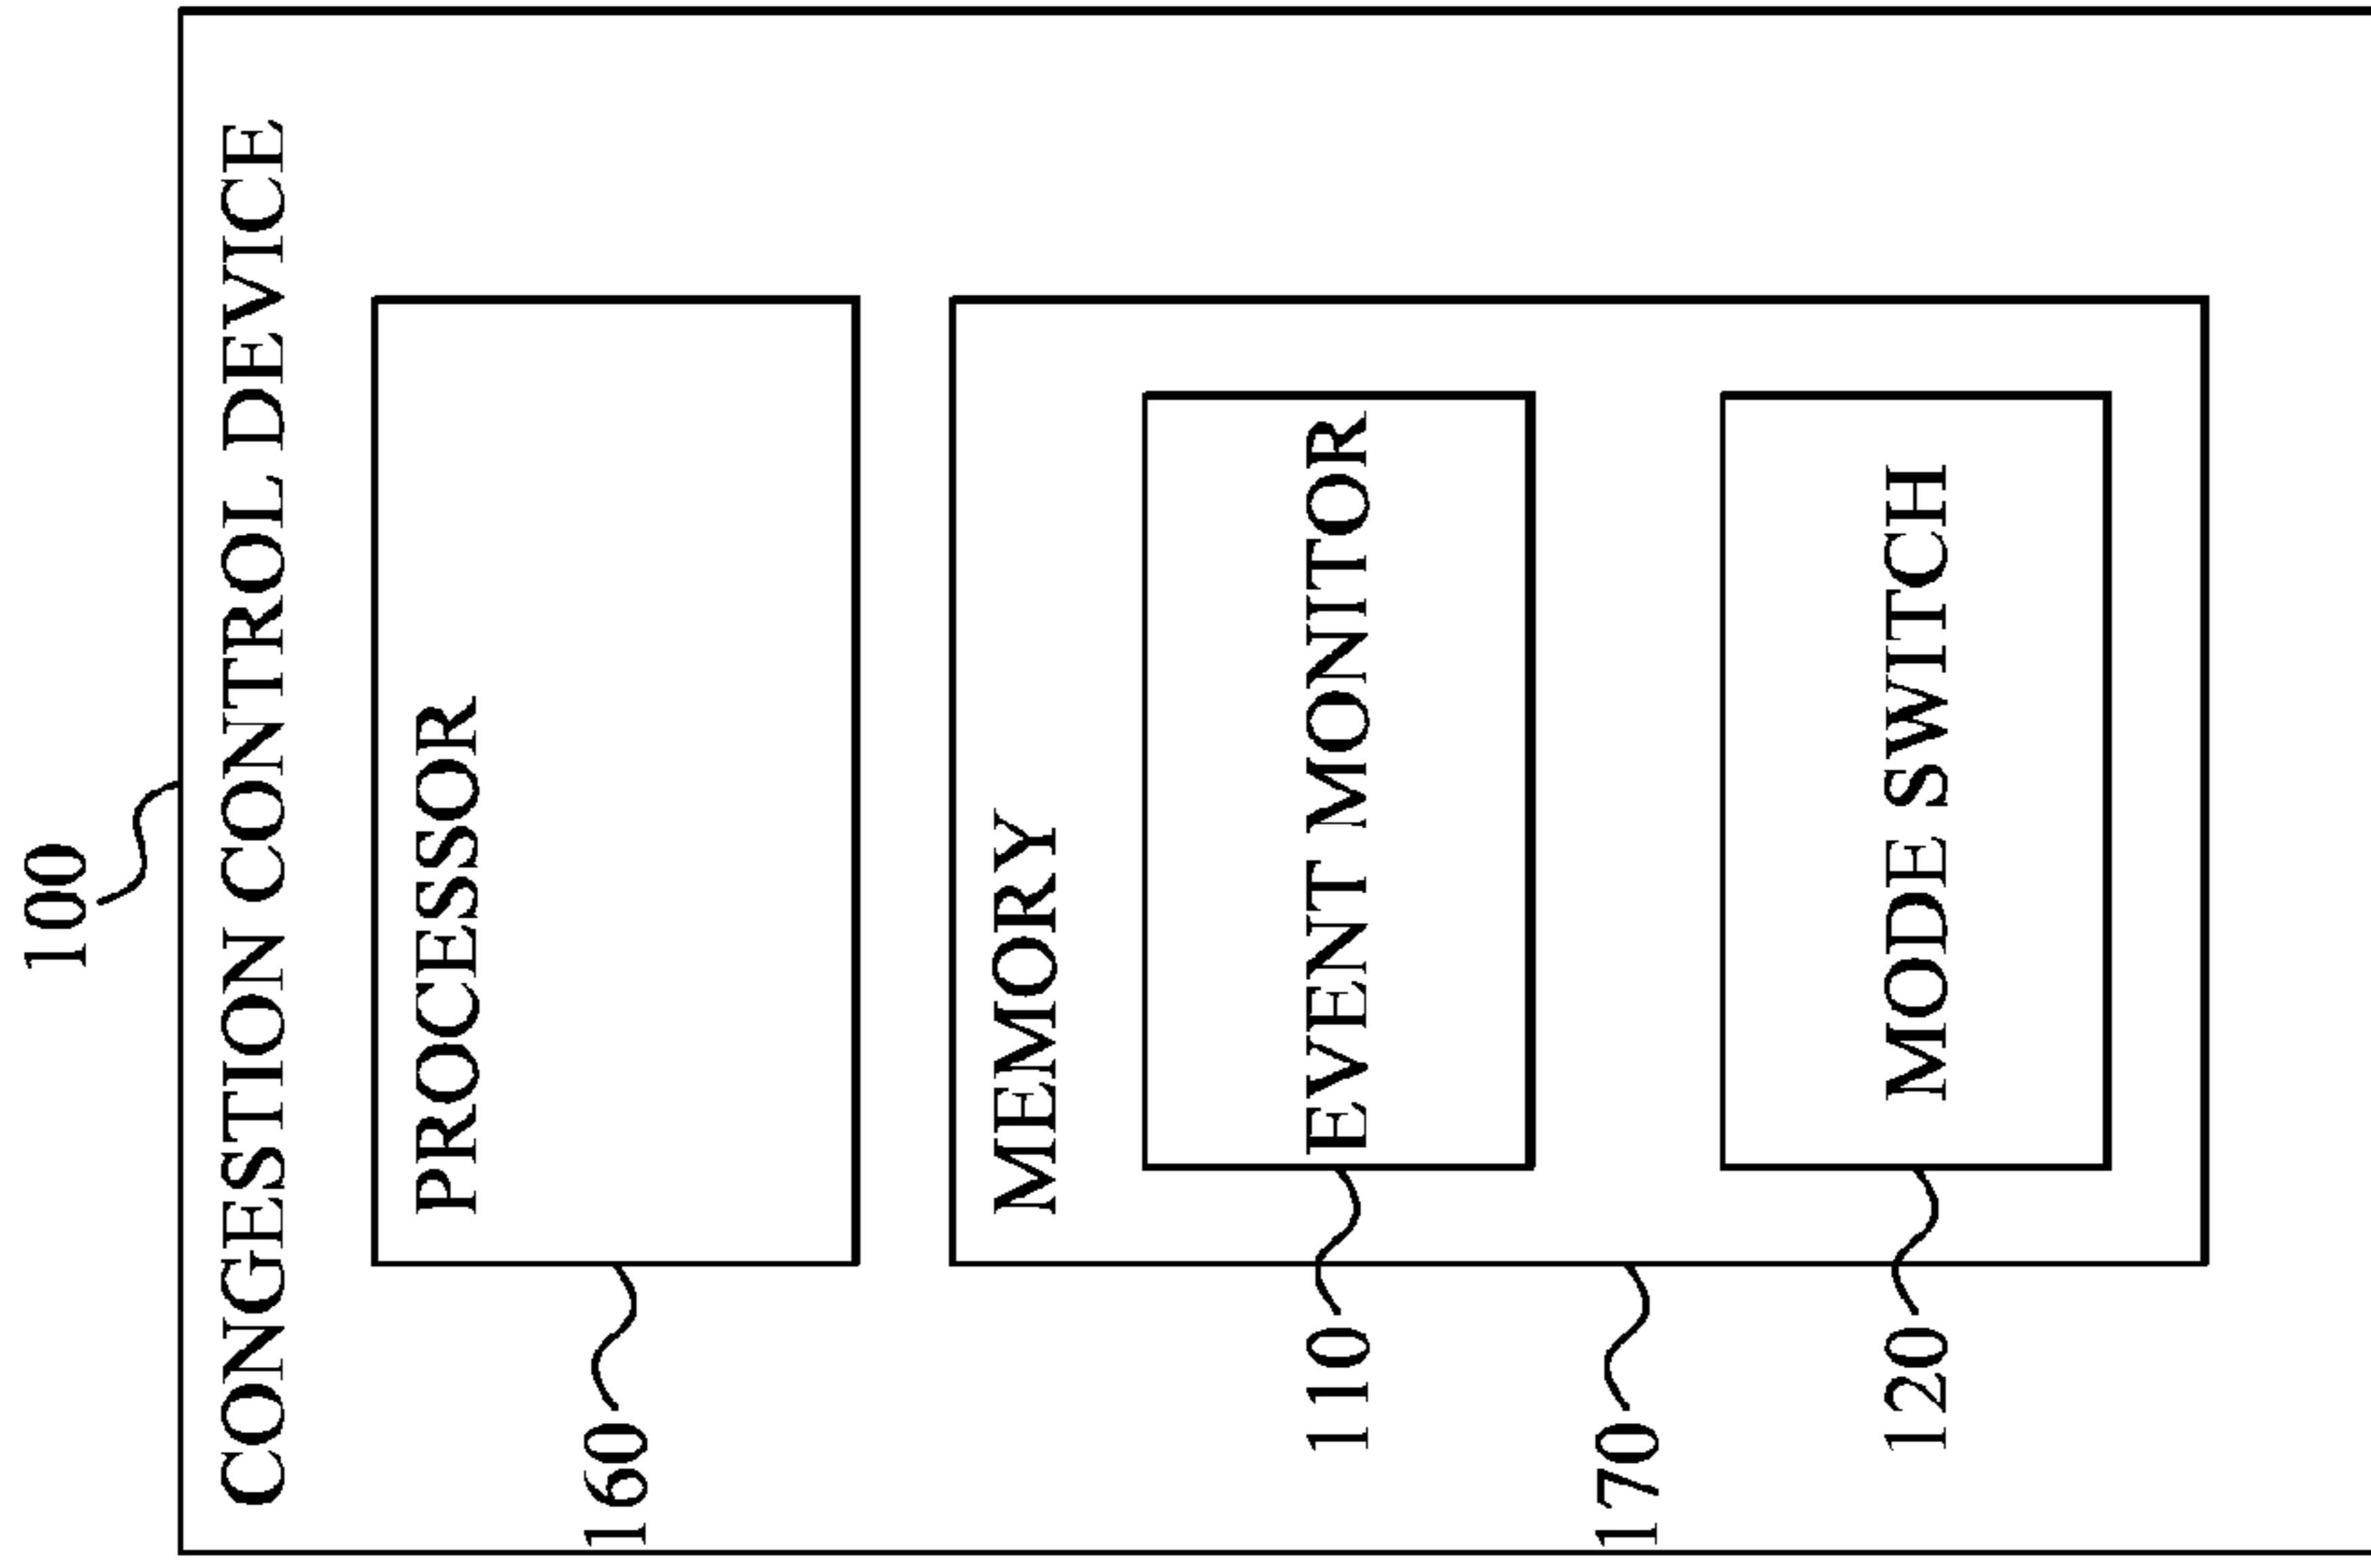 100
CONGESTION CONTROL DEVICE
PROCESSOR
160
MEMORY
EVENT MONITOR
110
170
MODE SWITCH
120